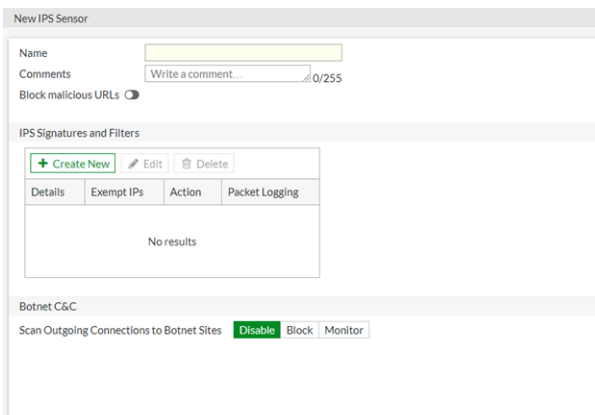 New IPS Sensor
Name
Comments Write a comment... 0/255
Block malicious URLs
IPS Signatures and Filters
+ Create New Edit Delete
Details Exempt IPs Action Packet Logging
No results
Botnet C&C
Scan Outgoing Connections to Botnet Sites Disable Block Monitor